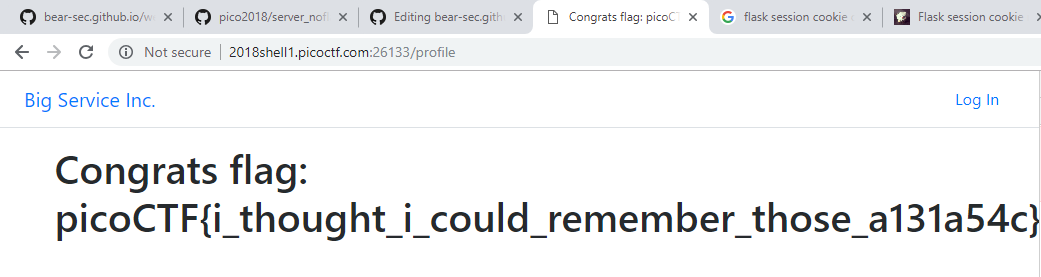 bear-sec.github.io/w
pico2018/server_nofl
Editing bear-sec.gith
Congrats flag: picoCT
flask session cookie
Flask session cookie
Not secure | 2018shell1.picoctf.com:26133/profile
Big Service Inc.
Log In
Congrats flag:
picoCTF{i_thought_i_could_remember_those_a131a54c}